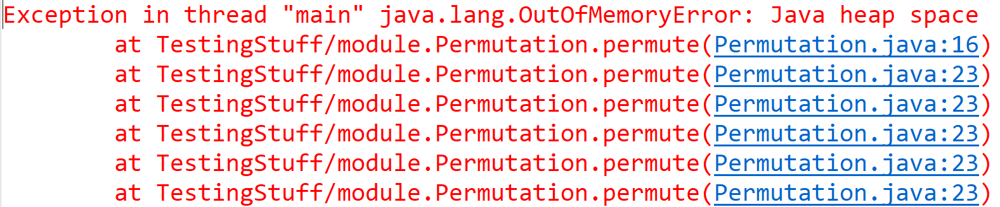 Exception in thread "main" java.lang.OutOfMemoryError: Java heap space
at TestingStuff/module.Permutation.permute(Permutation.java:16)
at TestingStuff/module.Permutation.permute(Permutation.java:23)
at TestingStuff/module.Permutation.permute(Permutation.java:23)
at TestingStuff/module.Permutation.permute(Permutation.java:23)
at TestingStuff/module.Permutation.permute(Permutation.java:23)
at TestingStuff/module.Permutation.permute(Permutation.java:23)